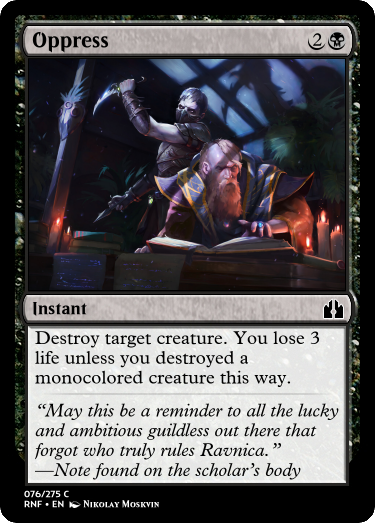 Oppress 2
Instant
Destroy target creature. You lose 3
life unless you destroyed a
monocolored creature this way.
“May this be a reminder to all the lucky
and ambitious guildless out there that
forgot who truly rules Ravnica.”
—Note found on the scholar’s body
076/275 C
RNF • EN Nikolay Moskvin